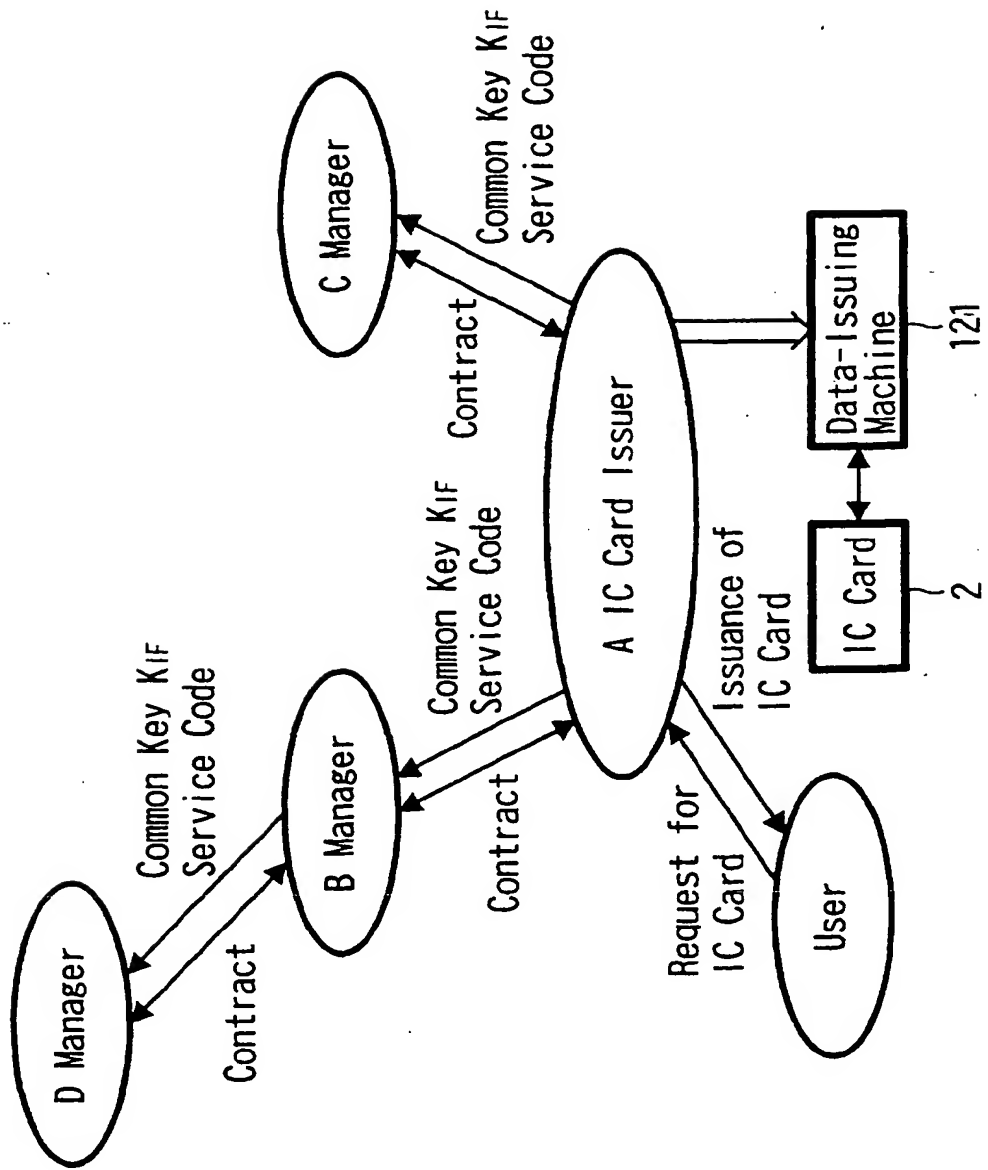 D Manager
Contract
Common Key KIF
Service Code
B Manager
Contract
Common Key KIF
Service Code
C Manager
Contract
Common Key KIF
Service Code
A IC Card Issuer
Request for
IC Card
Issuance of
IC Card
User
IC Card
2
Data-Issuing
Machine
121